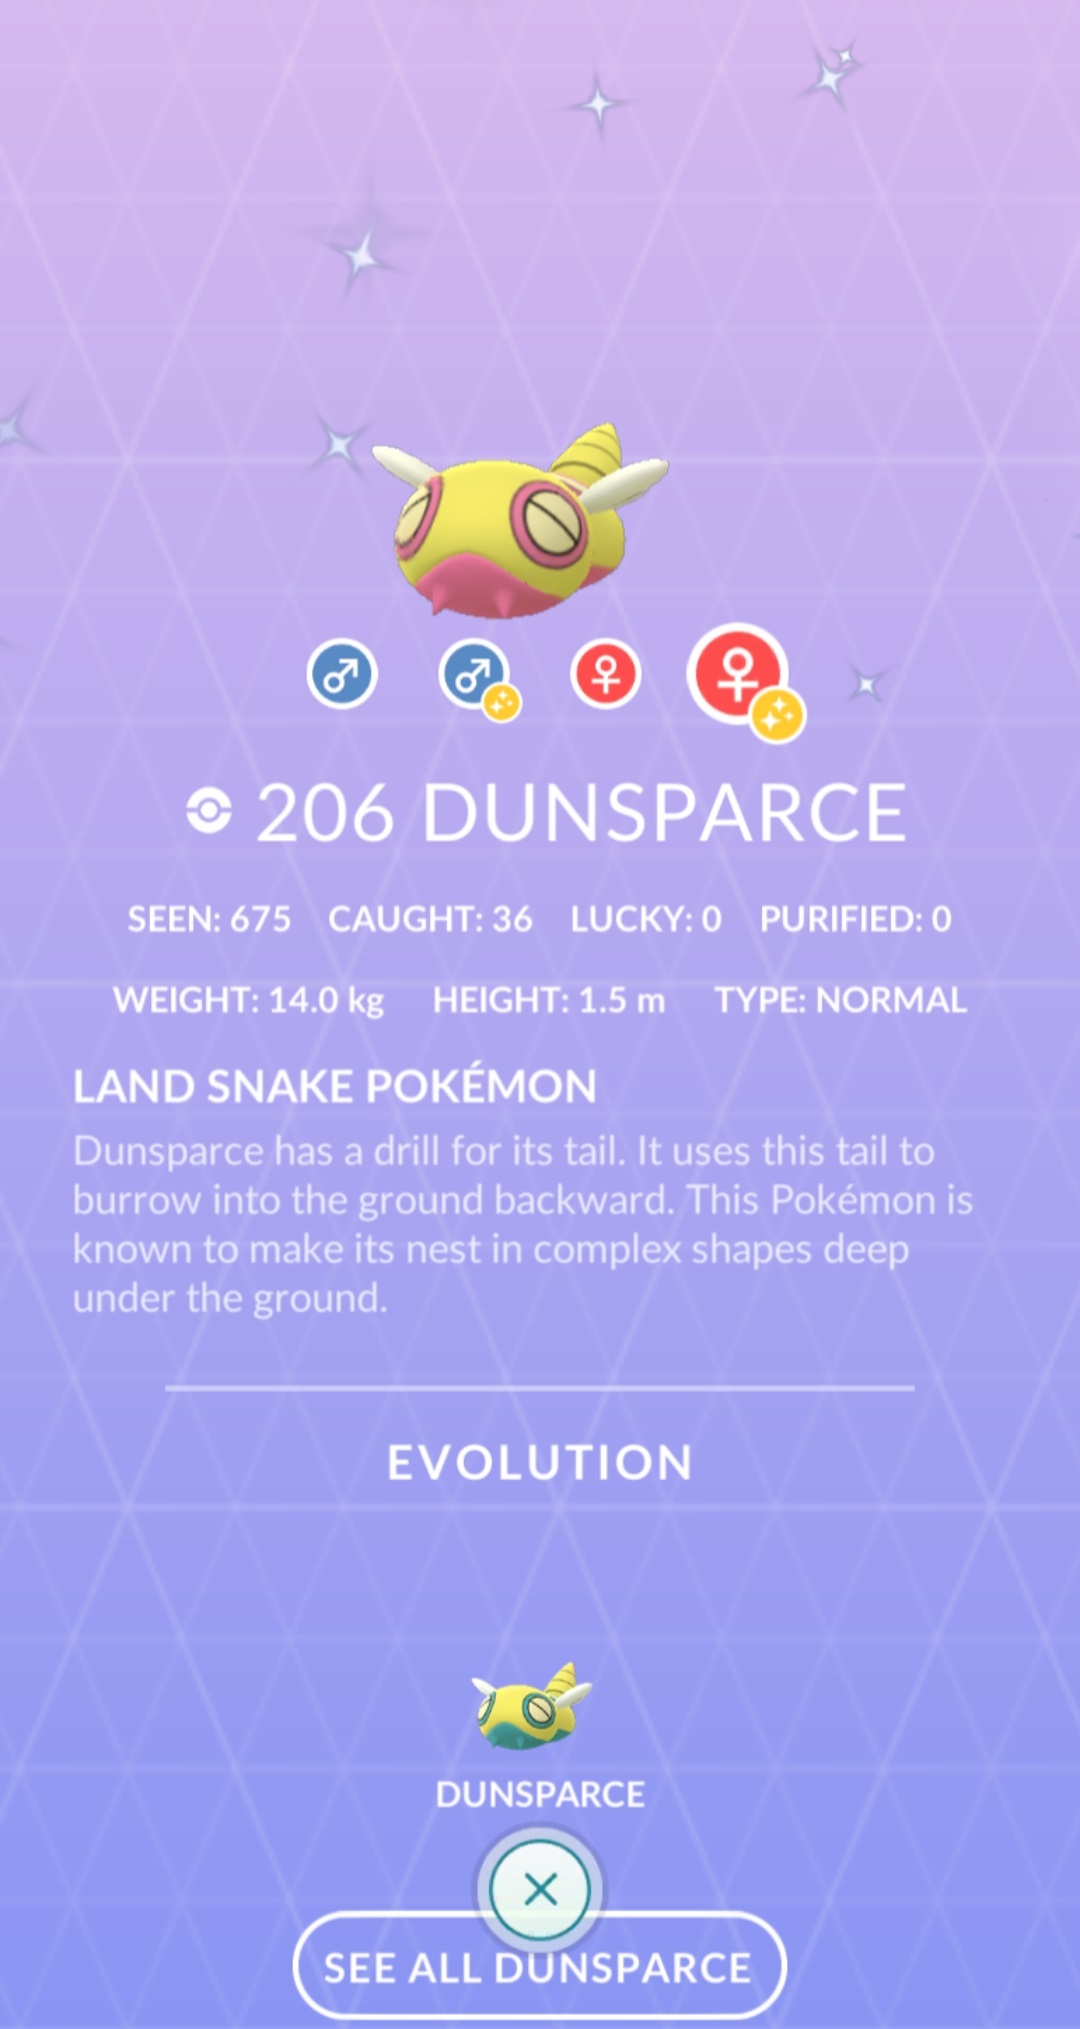 206 DUNSPARCE
SEEN: 675 CAUGHT: 36 LUCKY: 0 PURIFIED: 0
WEIGHT: 14.0 kg HEIGHT: 1.5 m TYPE: NORMAL
LAND SNAKE POKÉMON
Dunsparce has a drill for its tail. It uses this tail to
burrow into the ground backward. This Pokémon is
known to make its nest in complex shapes deep
under the ground.
EVOLUTION
DUNSPARCE
SEE ALL DUNSPARCE